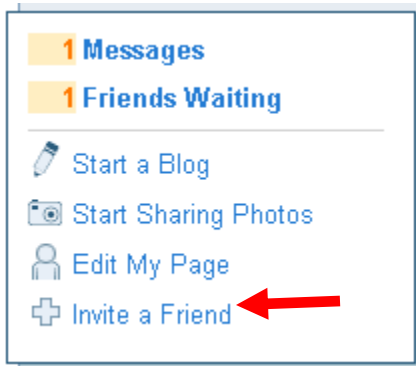 1 Messages
1 Friends Waiting
Start a Blog
Start Sharing Photos
Edit My Page
Invite a Friend